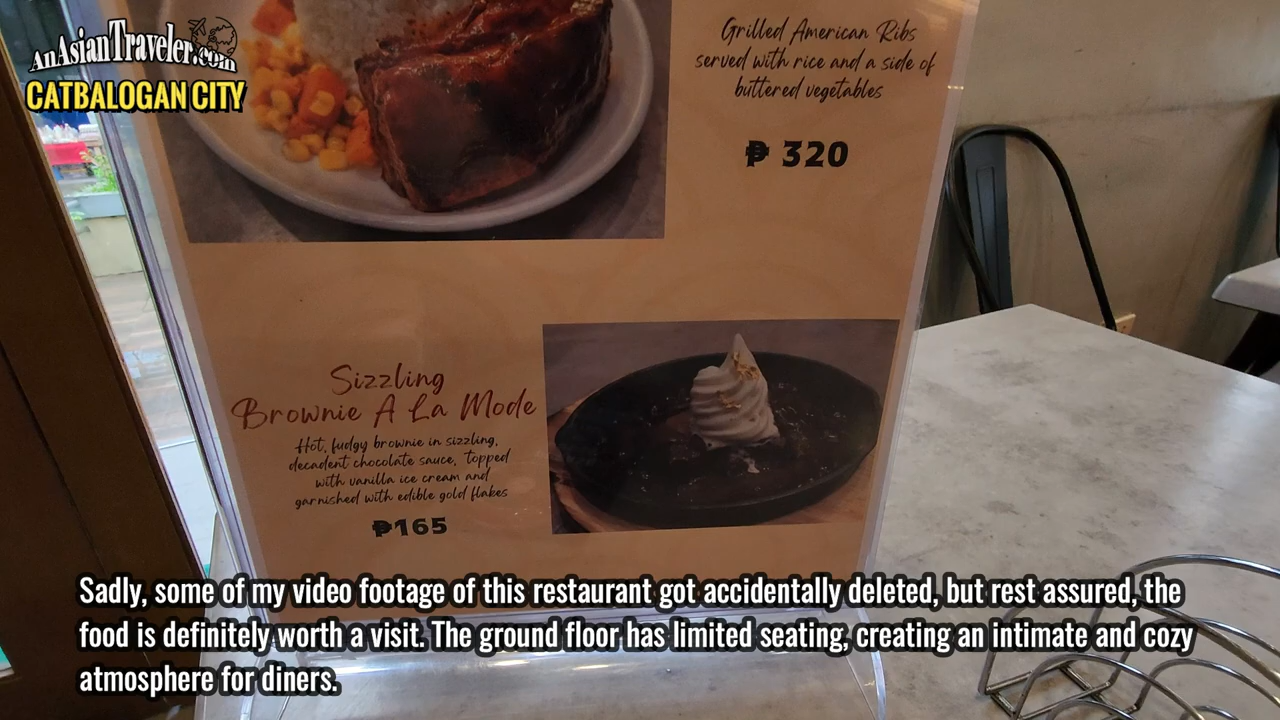 AnAsianTraveler.com
CATBALOGAN CITY
Grilled American Ribs
served with rice and a side of
buttered vegetables
₱ 320
Sizzling
Brownie A La Mode
Hot, fudgy brownie in sizzling,
decadent chocolate sauce, topped
with vanilla ice cream and
garnished with edible gold flakes
₱165
Sadly, some of my video footage of this restaurant got accidentally deleted, but rest assured, the
food is definitely worth a visit. The ground floor has limited seating, creating an intimate and cozy
atmosphere for diners.